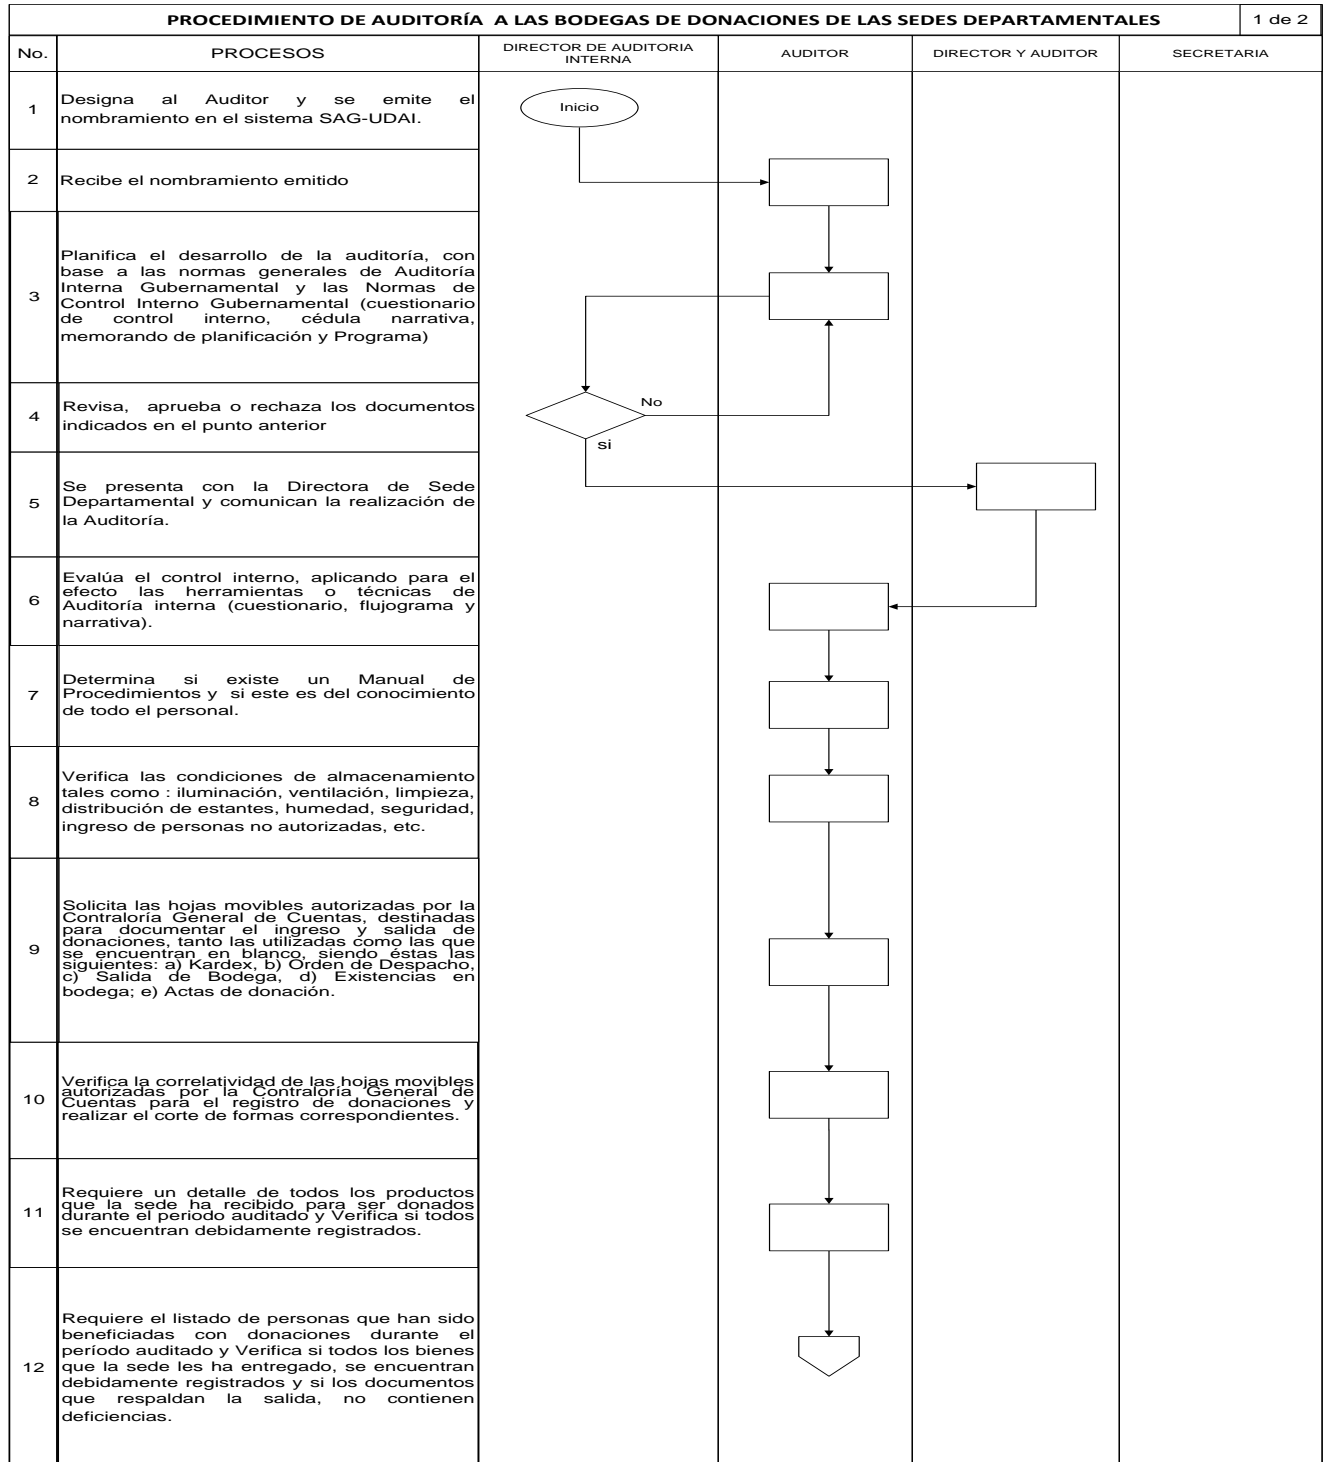 PROCEDIMIENTO DE AUDITORÍA A LAS BODEGAS DE DONACIONES DE LAS SEDES DEPARTAMENTALES
1 de 2
No.
PROCESOS
DIRECTOR DE AUDITORIA
INTERNA
AUDITOR
DIRECTOR Y AUDITOR
SECRETARIA
1
Designa al Auditor y se emite el
nombramiento en el sistema SAG-UDAI.
Inicio
2
Recibe el nombramiento emitido
3
Planifica el desarrollo de la auditoría, con
base a las normas generales de Auditoría
Interna Gubernamental y las Normas de
Control Interno Gubernamental (cuestionario
de control interno, cédula narrativa,
memorando de planificación y Programa)
4
Revisa, aprueba o rechaza los documentos
indicados en el punto anterior
No
si
5
Se presenta con la Directora de Sede
Departamental y comunican la realización de
la Auditoría.
6
Evalúa el control interno, aplicando para el
efecto las herramientas o técnicas de
Auditoría interna (cuestionario, flujograma y
narrativa).
7
Determina si existe un Manual de
Procedimientos y si este es del conocimiento
de todo el personal.
8
Verifica las condiciones de almacenamiento
tales como : iluminación, ventilación, limpieza,
distribución de estantes, humedad, seguridad,
ingreso de personas no autorizadas, etc.
9
Solicita las hojas movibles autorizadas por la
Contraloría General de Cuentas, destinadas
para documentar el ingreso y salida de
donaciones, tanto las utilizadas como las que
se encuentran en blanco, siendo éstas las
siguientes: a) Kardex, b) Orden de Despacho,
c) Salida de Bodega, d) Existencias en
bodega; e) Actas de donación.
10
Verifica la correlatividad de las hojas movibles
autorizadas por la Contraloría General de
Cuentas para el registro de donaciones y
realizar el corte de formas correspondientes.
11
Requiere un detalle de todos los productos
que la sede ha recibido para ser donados
durante el periodo auditado y Verifica si todos
se encuentran debidamente registrados.
12
Requiere el listado de personas que han sido
beneficiadas con donaciones durante el
período auditado y Verifica si todos los bienes
que la sede les ha entregado, se encuentran
debidamente registrados y si los documentos
que respaldan la salida, no contienen
deficiencias.